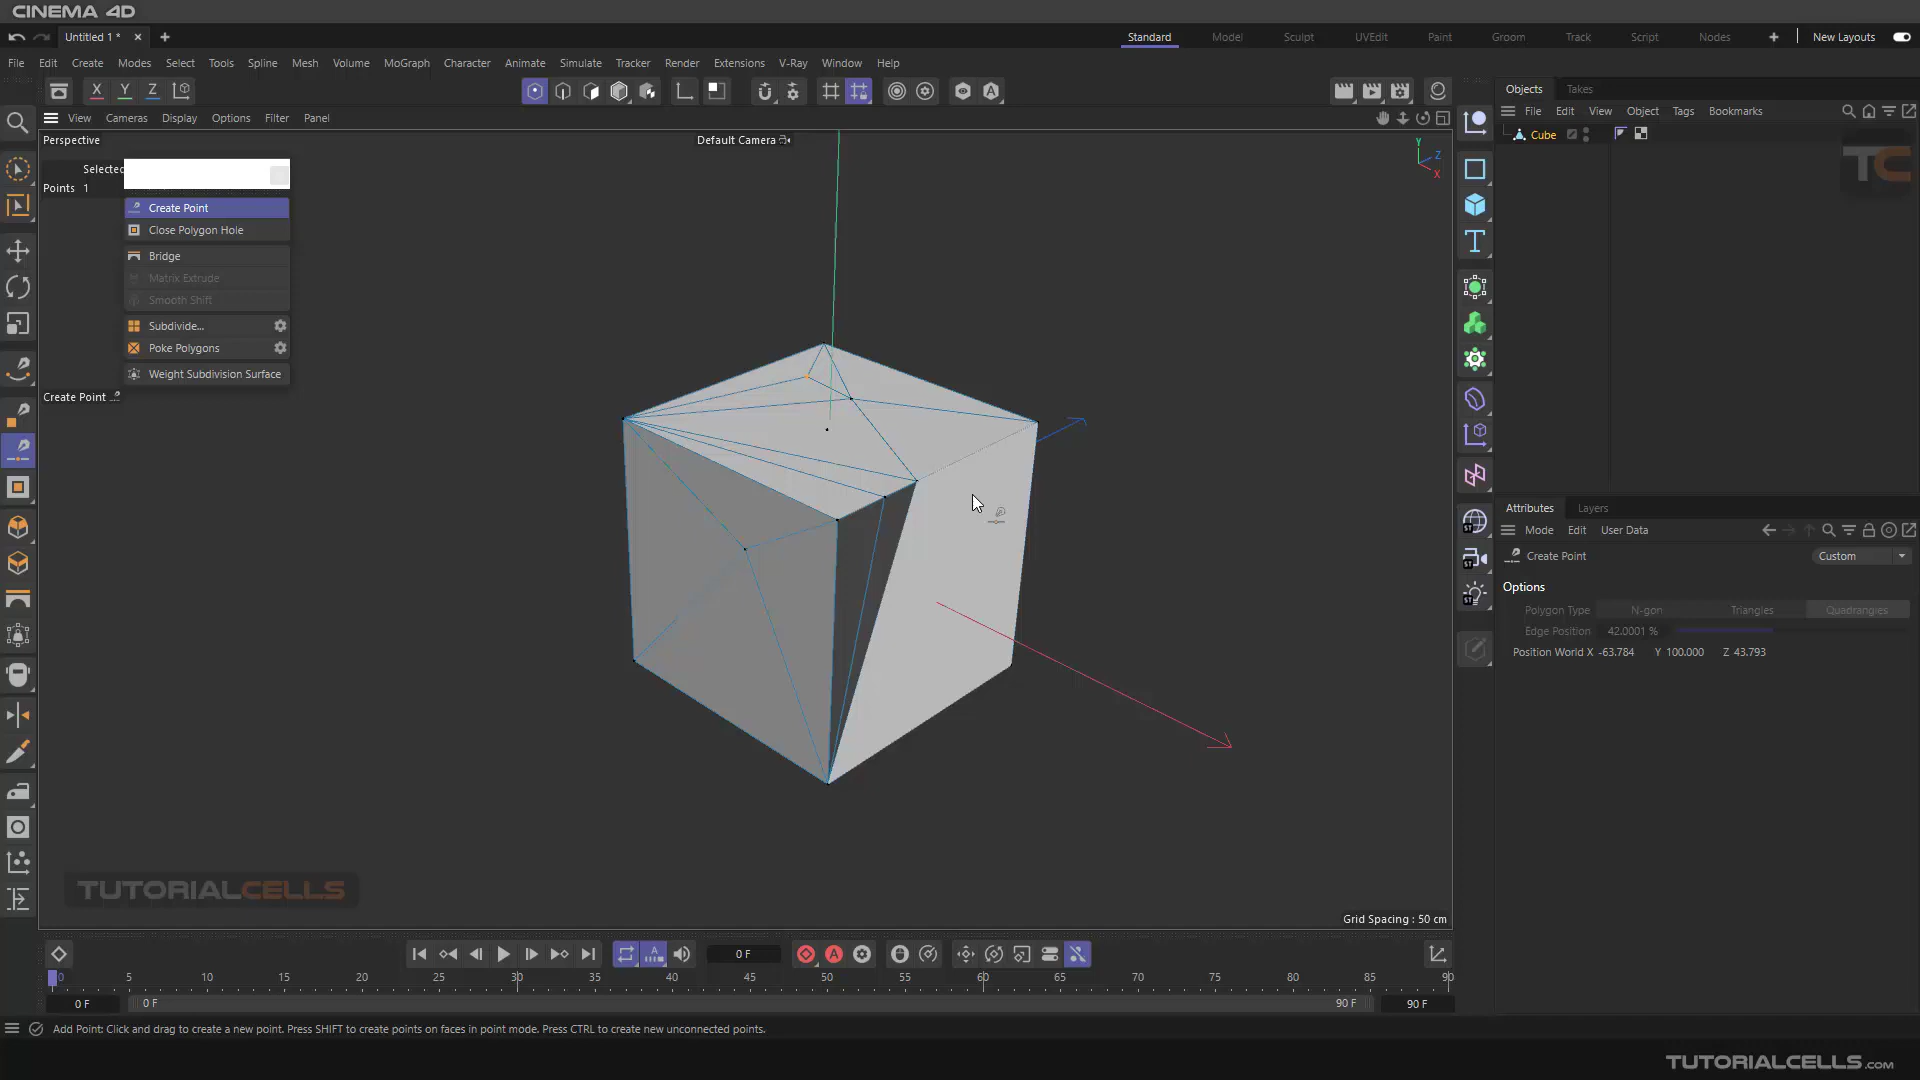 CINEMA 4D
Untitled 1 *
Standard Model Sculpt UVEdit Paint Groom Track Script Nodes New Layouts
File Edit Create Modes Select Tools Spline Mesh Volume MoGraph Character Animate Simulate Tracker Render Extensions V-Ray Window Help
X Y Z
Objects Takes
View Cameras Display Options Filter Panel
File Edit View Object Tags Bookmarks
Perspective
Default Camera
Cube
Y
Z
X
TC
Selected
Points 1
Create Point
Close Polygon Hole
Bridge
Matrix Extrude
Smooth Shift
Subdivide...
Poke Polygons
Weight Subdivision Surface
Create Point
Attributes Layers
Mode Edit User Data
Create Point
Custom
Options
Polygon Type N-gon Triangles Quadrangles
Edge Position 42.0001 %
Position World X -63.784 Y 100.000 Z 43.793
ST
ST
ST
TUTORIALCELLS
Grid Spacing : 50 cm
0 F
0 5 10 15 20 25 30 35 40 45 50 55 60 65 70 75 80 85 90
0 F 0 F 90 F 90 F
Add Point: Click and drag to create a new point. Press SHIFT to create points on faces in point mode. Press CTRL to create new unconnected points.
TUTORIALCELLS.com